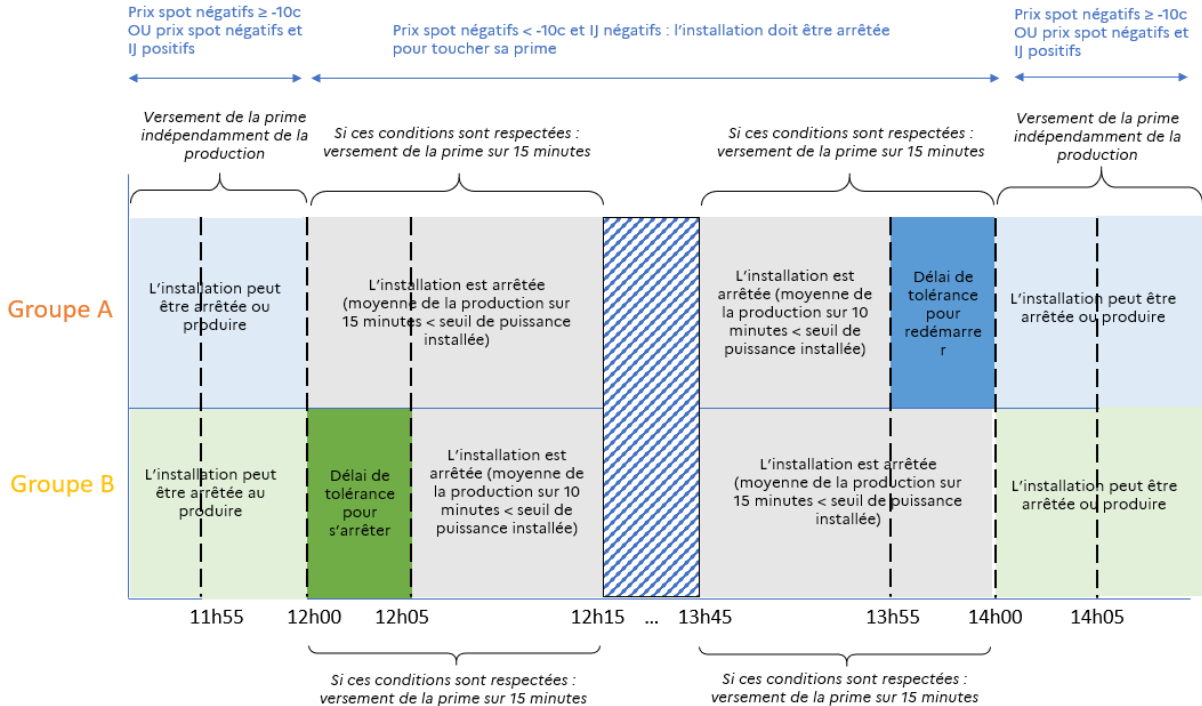 Prix spot négatifs ≥ -10c
OU prix spot négatifs et
IJ positifs
Prix spot négatifs < -10c et IJ négatifs : l'installation doit être arrêtée
pour toucher sa prime
Prix spot négatifs ≥ -10c
OU prix spot négatifs et
IJ positifs
Versement de la prime
indépendamment de la
production
Si ces conditions sont respectées :
versement de la prime sur 15 minutes
Si ces conditions sont respectées :
versement de la prime sur 15 minutes
Versement de la prime
indépendamment de la
production
Groupe A
L'installation peut
être arrêtée ou
produire
L'installation est arrêtée
(moyenne de la production sur
15 minutes < seuil de puissance
installée)
L'installation est
arrêtée (moyenne de
la production sur 10
minutes < seuil de
puissance installée)
Délai de
tolérance
pour
redémarre
r
L'installation peut être
arrêtée ou produire
Groupe B
L'installation peut
être arrêtée au
produire
Délai de
tolérance
pour
s'arrêter
L'installation est
arrêtée (moyenne de
la production sur 10
minutes < seuil de
puissance installée)
L'installation est arrêtée
(moyenne de la production sur
15 minutes < seuil de puissance
installée)
L'installation peut être
arrêtée ou produire
11h55
12h00
12h05
12h15
...
13h45
13h55
14h00
14h05
Si ces conditions sont respectées :
versement de la prime sur 15 minutes
Si ces conditions sont respectées :
versement de la prime sur 15 minutes